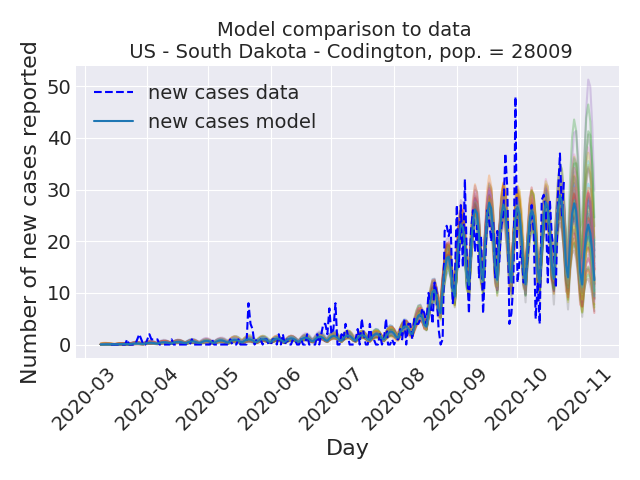 Model comparison to data
US - South Dakota - Codington, pop. = 28009
Number of new cases reported
50
40
30
20
10
0
new cases data
new cases model
2020-03
2020-04
2020-05
2020-06
2020-07
2020-08
2020-09
2020-10
2020-11
Day